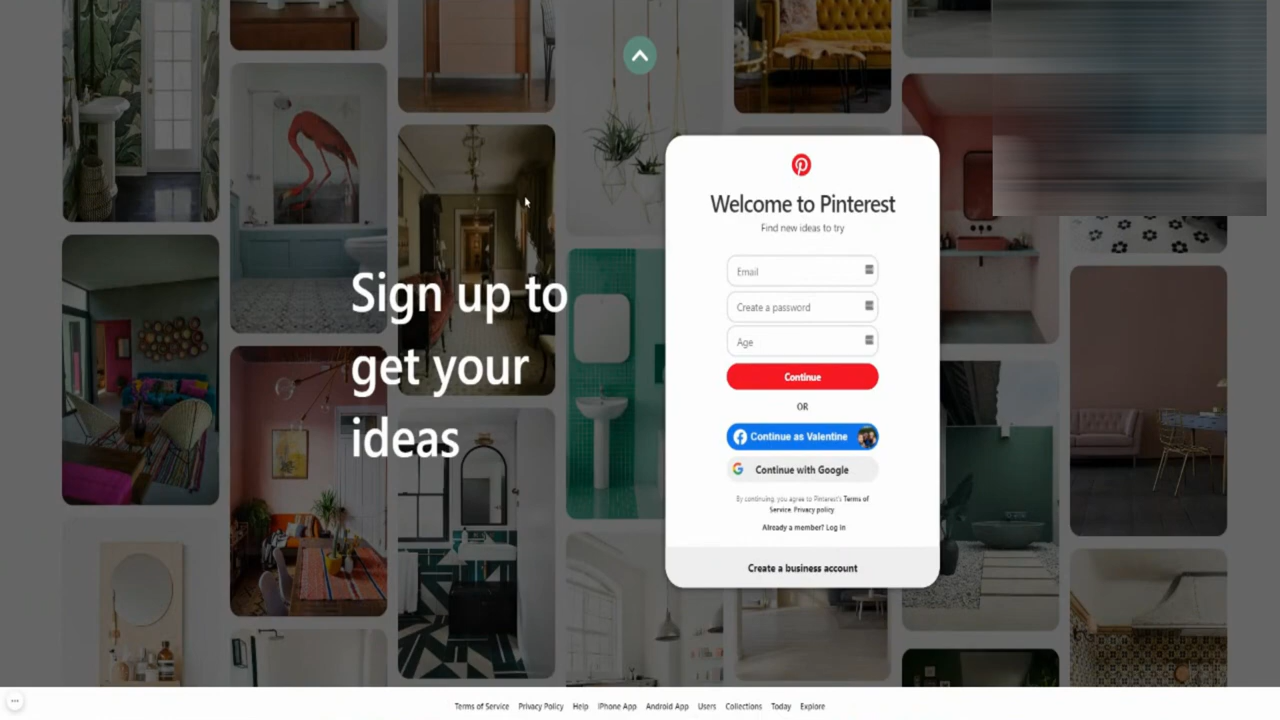 Sign up to
get your
ideas
Welcome to Pinterest
Find new ideas to try
Email
Create a password
Age
Continue
OR
Continue as Valentine
Continue with Google
By continuing, you agree to Pinterest's Terms of
Service, Privacy policy
Already a member? Log in
Create a business account
Terms of Service Privacy Policy Help iPhone App Android App Users Collections Today Explore